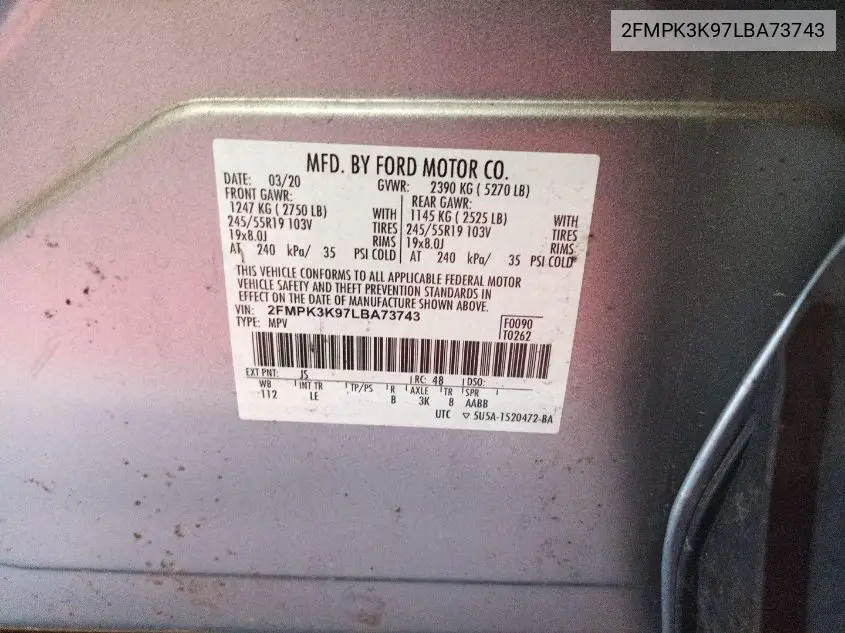 2FMPK3K97LBA73743
MFD. BY FORD MOTOR CO.
DATE: 03/20 GVWR: 2390 KG ( 5270 LB)
FRONT GAWR: REAR GAWR:
1247 KG ( 2750 LB) WITH 1145 KG ( 2525 LB) WITH
245/55R19 103V TIRES 245/55R19 103V TIRES
19x8.0J RIMS 19x8.0J RIMS
AT 240 kPa/ 35 PSI COLD AT 240 kPa/ 35 PSI COLD
THIS VEHICLE CONFORMS TO ALL APPLICABLE FEDERAL MOTOR
VEHICLE SAFETY AND THEFT PREVENTION STANDARDS IN
EFFECT ON THE DATE OF MANUFACTURE SHOWN ABOVE.
VIN: 2FMPK3K97LBA73743
TYPE: MPV F0090
T0262
EXT PNT: JS RC: 48 DSO:
WB INT TR TP/PS R AXLE TR SPR
112 LE B 3K 8 AABB
UTC ▽ 5U5A-1520472-BA